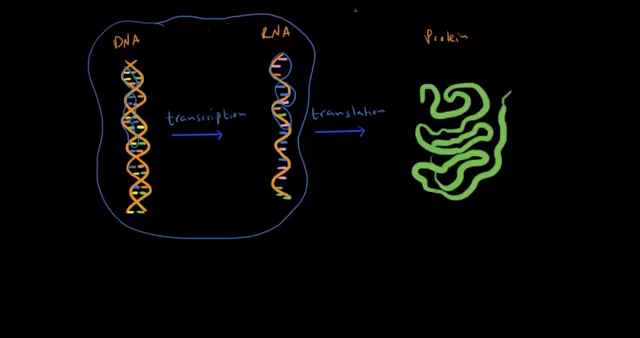 DNA
RNA
Protein
transcription
translation